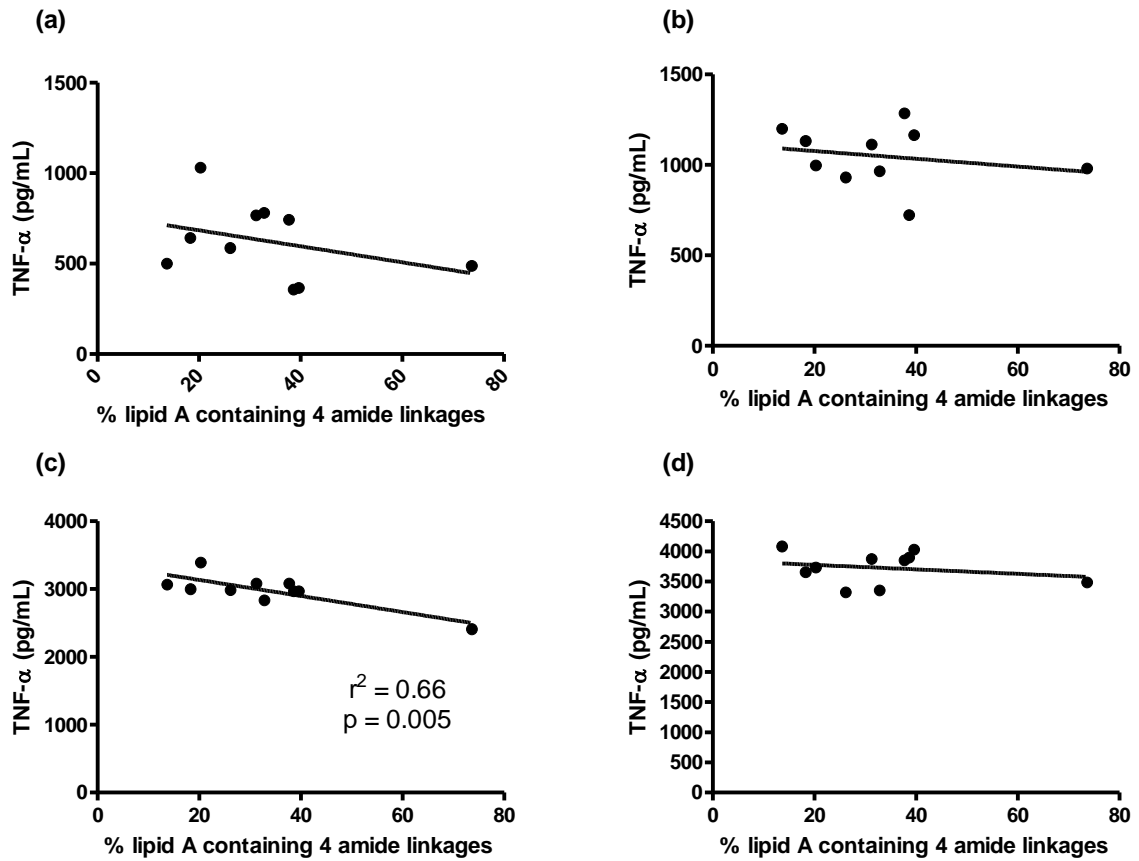 (a)
1500
1000
500
0
TNF-α (pg/mL)
0 20 40 60 80
% lipid A containing 4 amide linkages
(b)
1500
1000
500
0
TNF-α (pg/mL)
0 20 40 60 80
% lipid A containing 4 amide linkages
(c)
4000
3000
2000
1000
0
TNF-α (pg/mL)
r² = 0.66
p = 0.005
0 20 40 60 80
% lipid A containing 4 amide linkages
(d)
4500
4000
3500
3000
2500
2000
1500
1000
500
0
TNF-α (pg/mL)
0 20 40 60 80
% lipid A containing 4 amide linkages